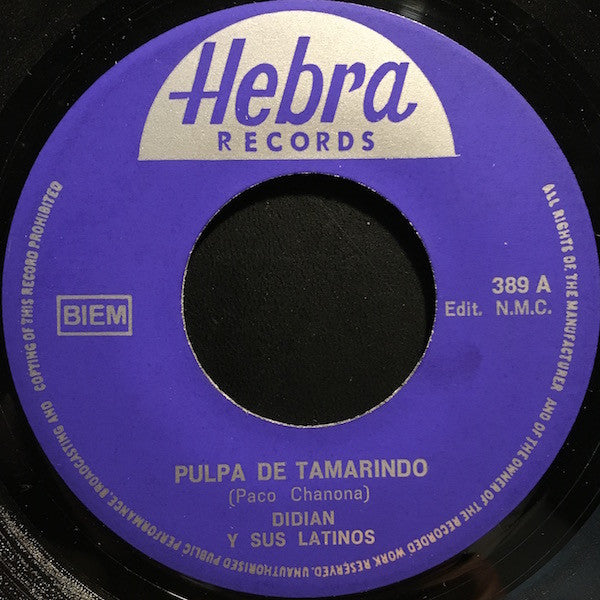 Hebra
RECORDS
389 A
Edit. N.M.C.
BIEM
PULPA DE TAMARINDO
(Paco Chanona)
DIDIAN
Y SUS LATINOS
ALL RIGHTS OF THE MANUFACTURER AND OF THE OWNER OF THE RECORDED WORK RESERVED. UNAUTHORISED PUBLIC PERFORMANCE, BROADCASTING AND COPYING OF THIS RECORD PROHIBITED